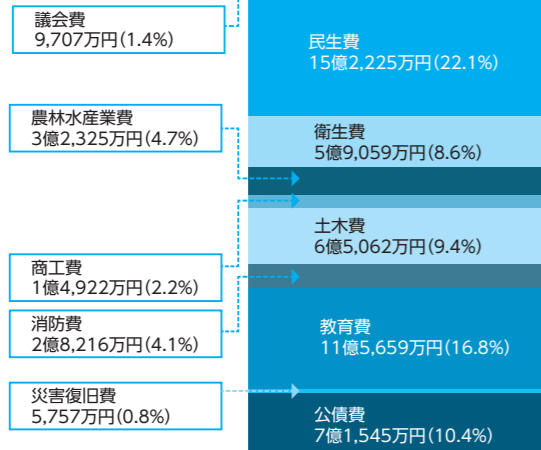 議会費
9,707万円(1.4%)
民生費
15億2,225万円(22.1%)
農林水産業費
3億2,325万円(4.7%)
衛生費
5億9,059万円(8.6%)
土木費
6億5,062万円(9.4%)
商工費
1億4,922万円(2.2%)
消防費
2億8,216万円(4.1%)
教育費
11億5,659万円(16.8%)
災害復旧費
5,757万円(0.8%)
公債費
7億1,545万円(10.4%)